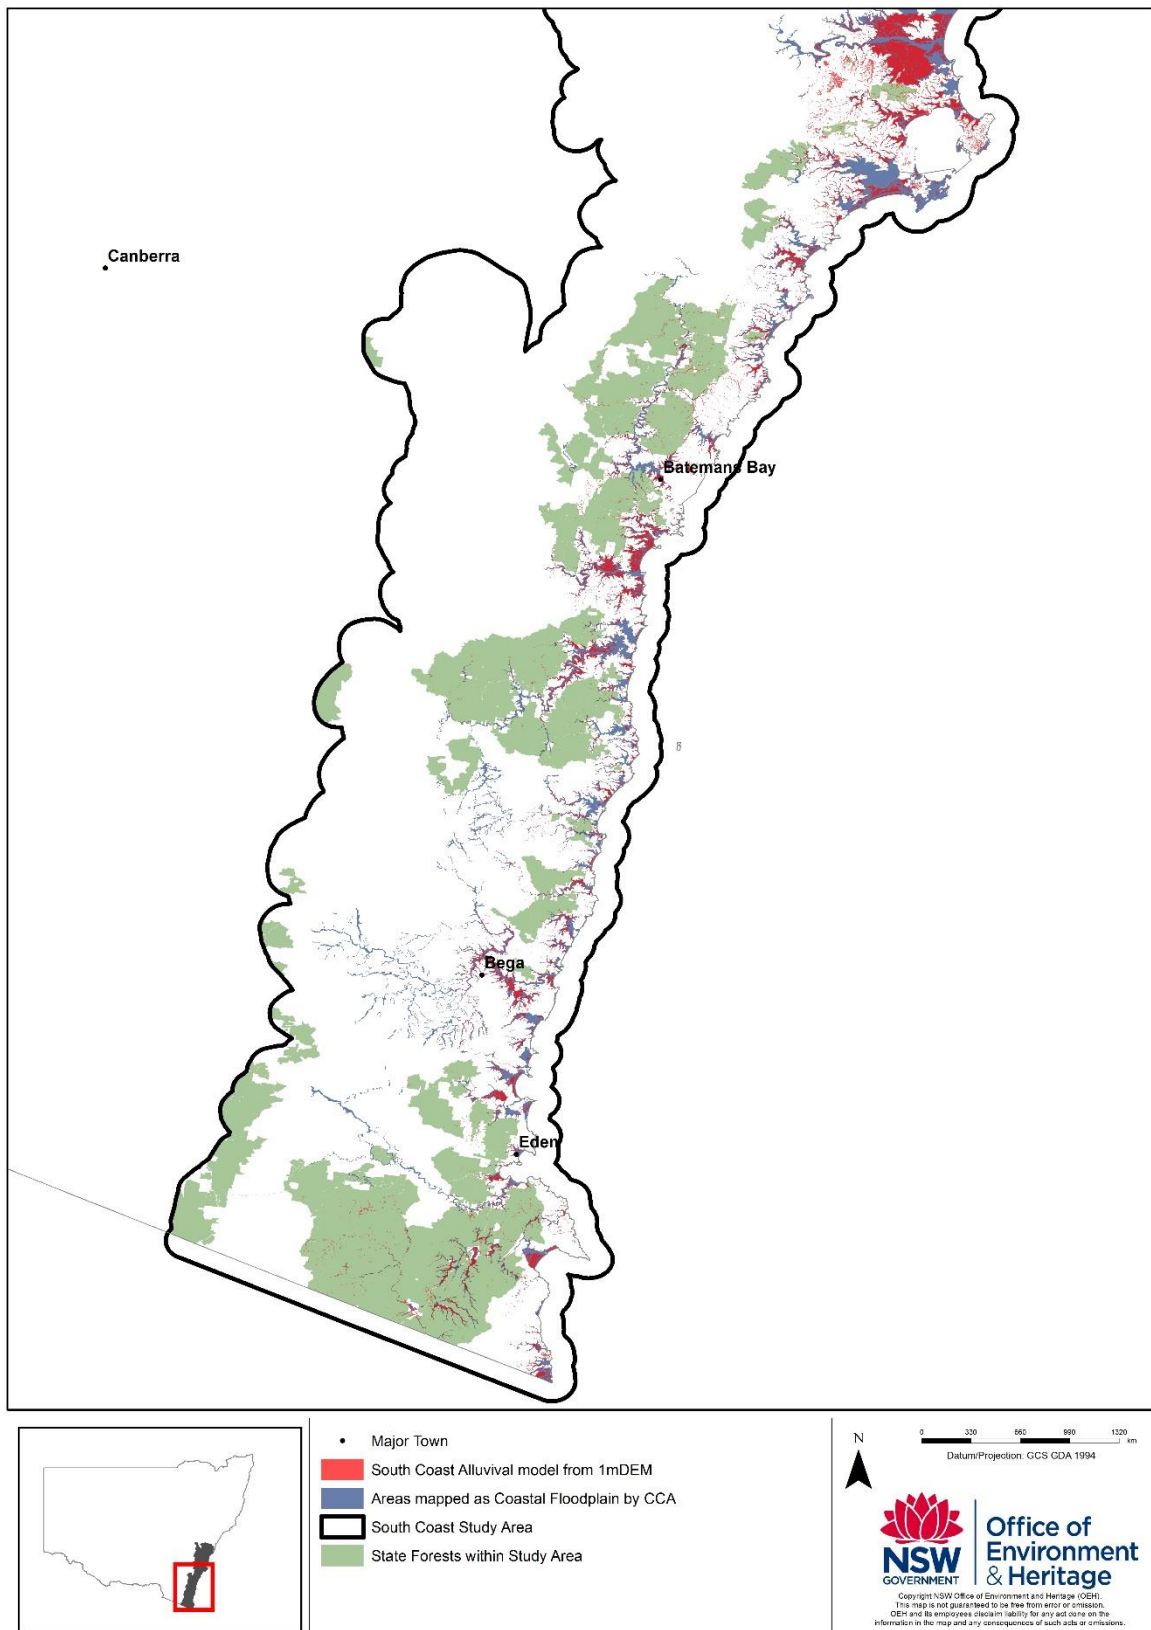 Canberra
Batemans Bay
Bega
Eden
Major Town
South Coast Alluvival model from 1mDEM
Areas mapped as Coastal Floodplain by CCA
South Coast Study Area
State Forests within Study Area
N
0 330 660 990 1320
km
Datum/Projection: GCS GDA 1994
NSW
GOVERNMENT
Office of
Environment
& Heritage
Copyright NSW Office of Environment and Heritage (OEH).
This map is not guaranteed to be free from error or omission.
OEH and its employees disclaim liability for any act done on the
information in the map and any consequences of such acts or omissions.